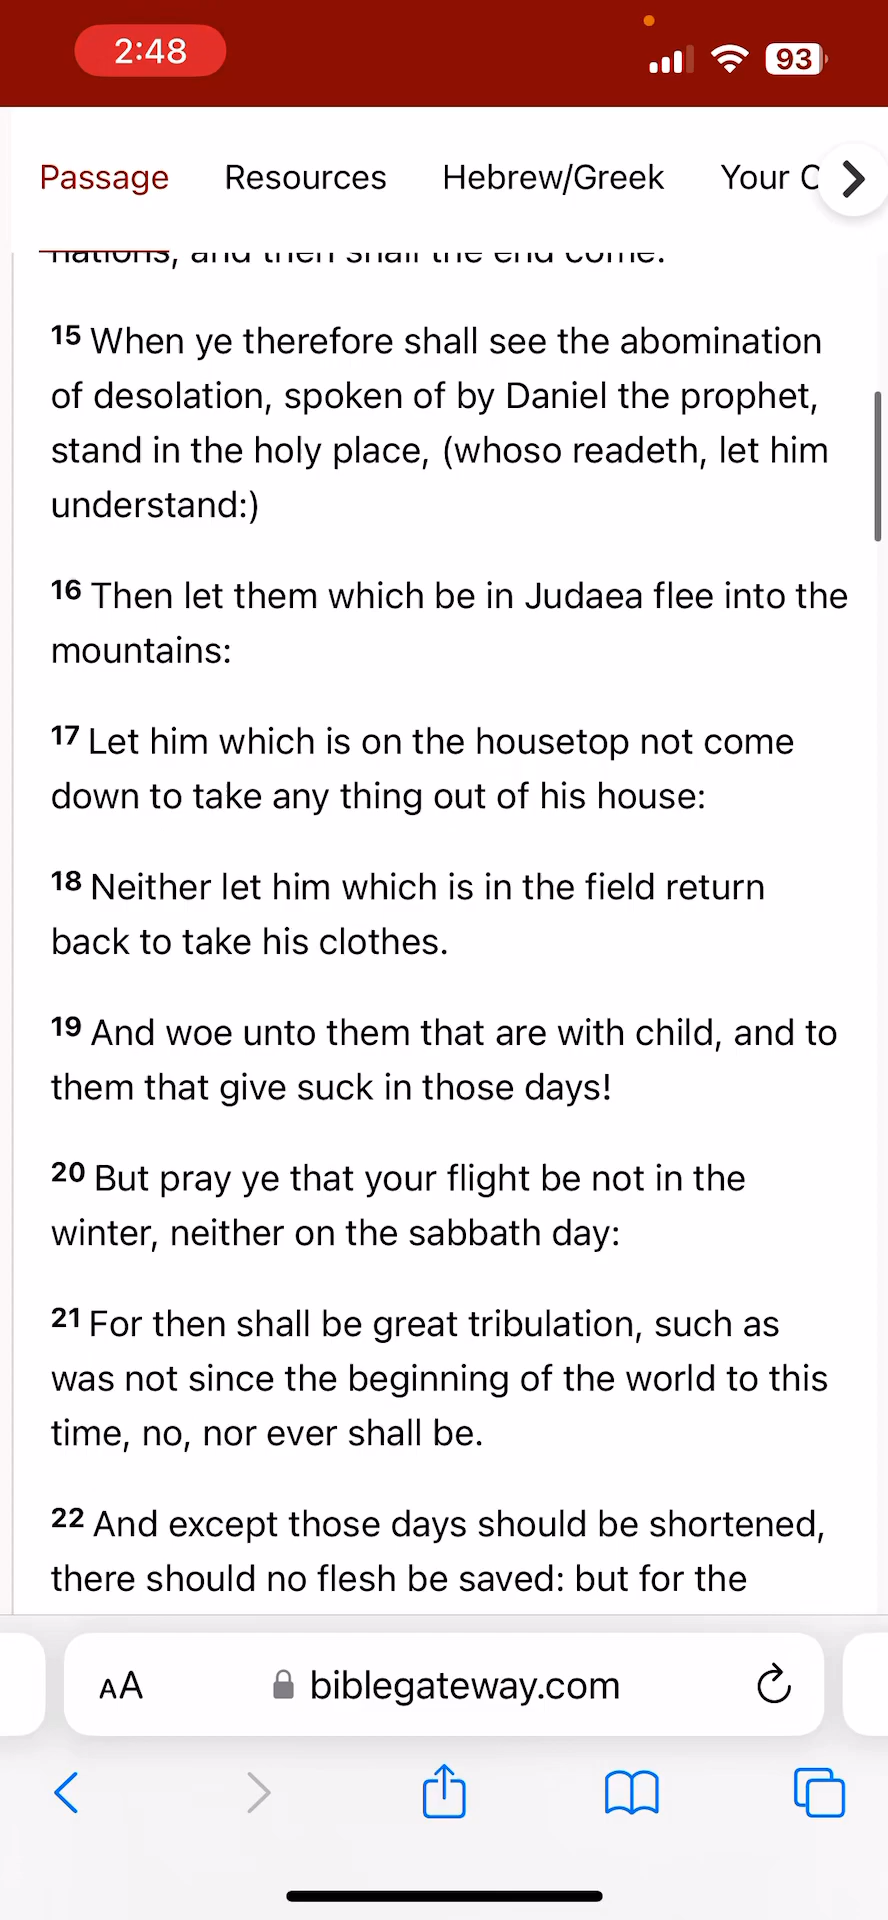 2:48
93
Passage Resources Hebrew/Greek Your
nations, and then shall the end come.
15 When ye therefore shall see the abomination
of desolation, spoken of by Daniel the prophet,
stand in the holy place, (whoso readeth, let him
understand:)
16 Then let them which be in Judaea flee into the
mountains:
17 Let him which is on the housetop not come
down to take any thing out of his house:
18 Neither let him which is in the field return
back to take his clothes.
19 And woe unto them that are with child, and to
them that give suck in those days!
20 But pray ye that your flight be not in the
winter, neither on the sabbath day:
21 For then shall be great tribulation, such as
was not since the beginning of the world to this
time, no, nor ever shall be.
22 And except those days should be shortened,
there should no flesh be saved: but for the
AA biblegateway.com